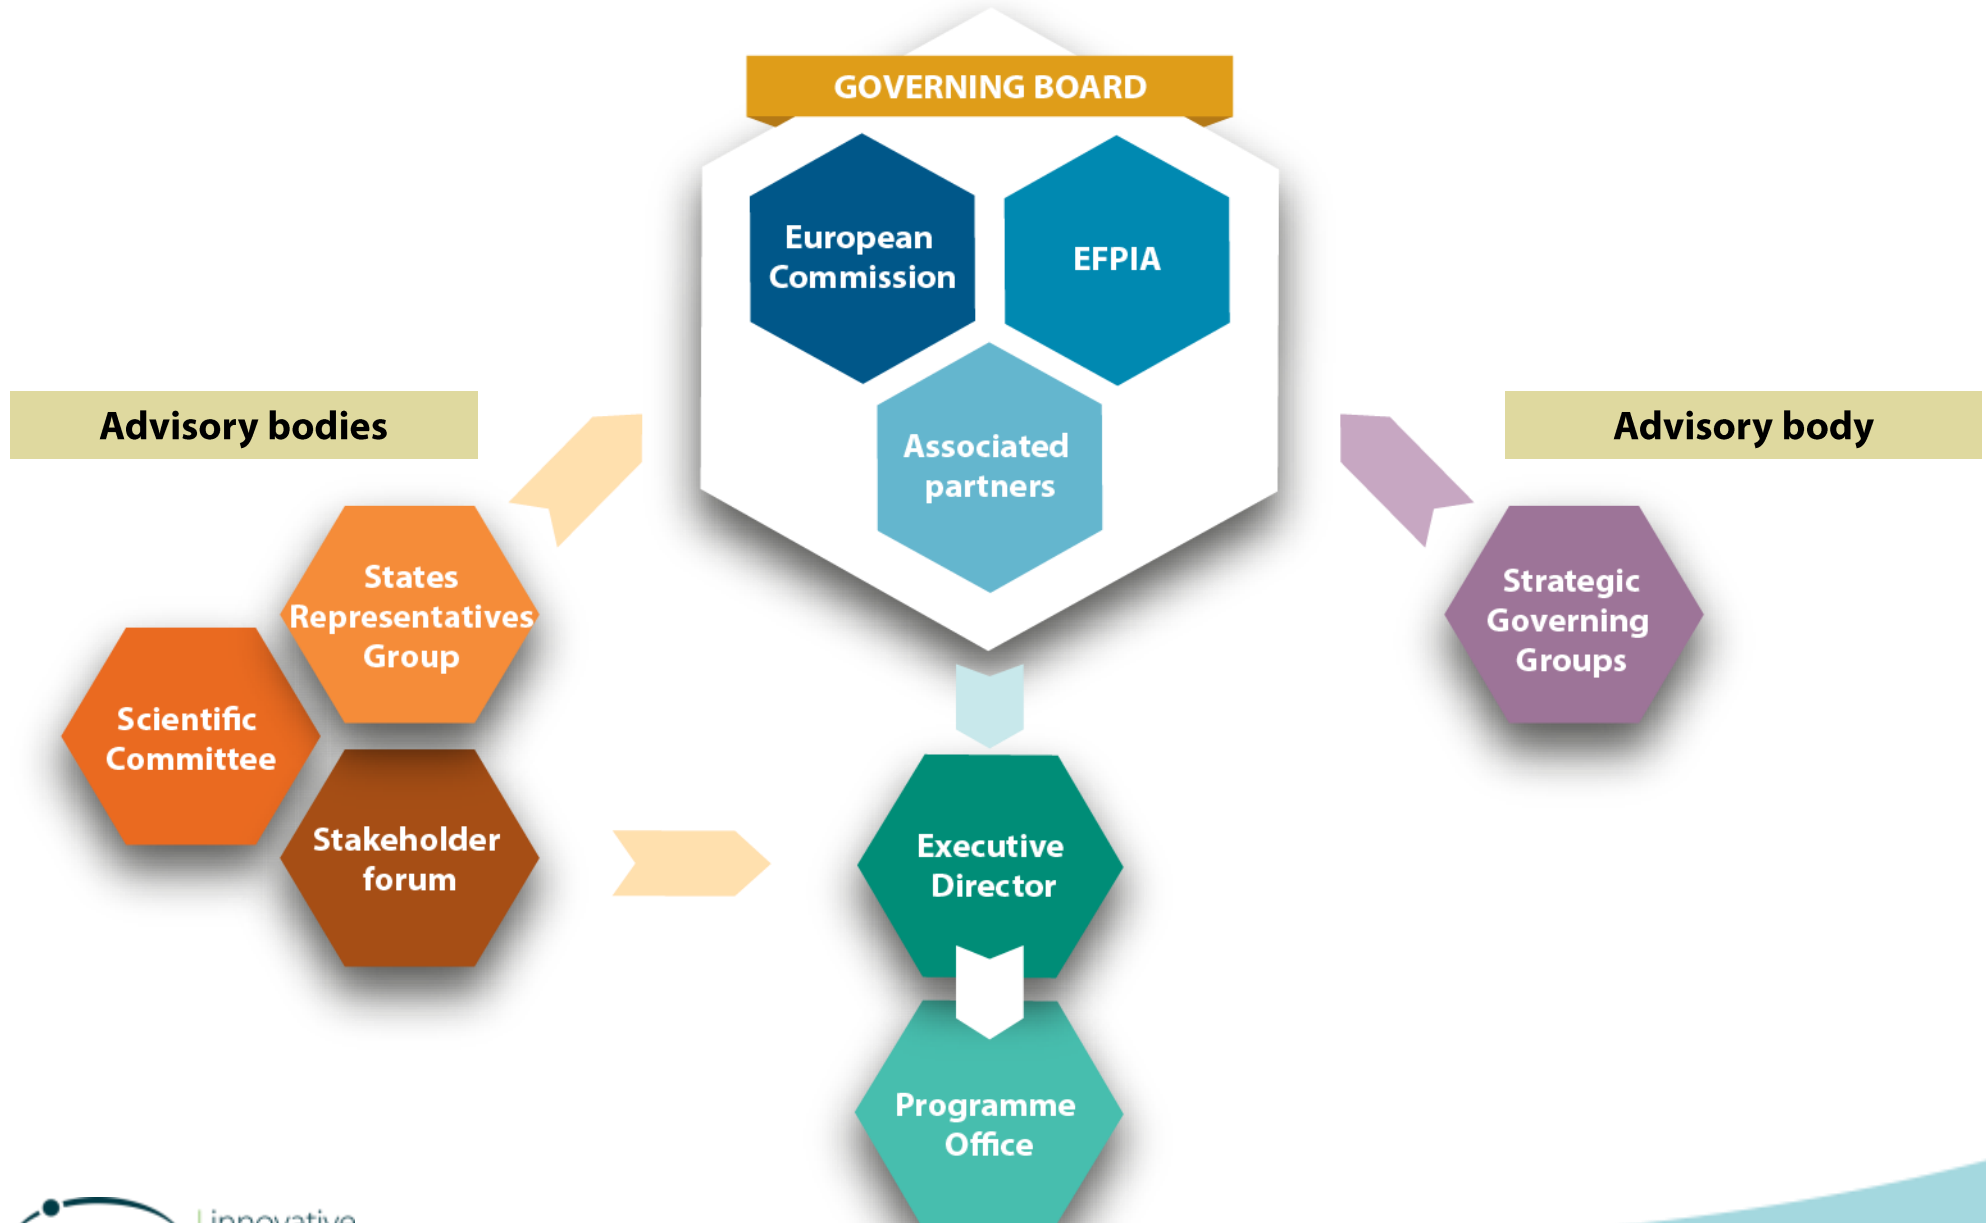 GOVERNING BOARD
European
Commission
EFPIA
Associated
partners
Advisory bodies
Advisory body
States
Representatives
Group
Scientific
Committee
Stakeholder
forum
Strategic
Governing
Groups
Executive
Director
Programme
Office
innovative